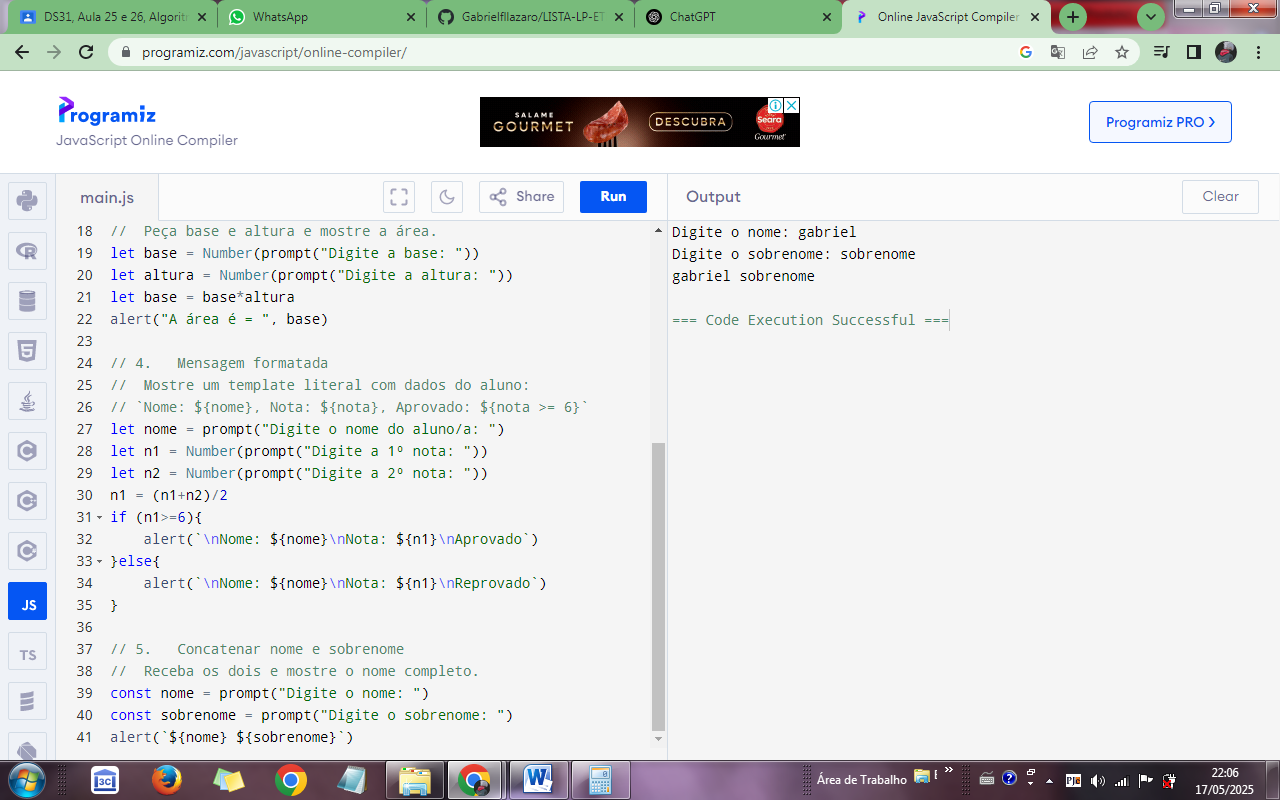 DS31, Aula 25 e 26, Algoritm
WhatsApp
Gabrielfllazaro/LISTA-LP-ET
ChatGPT
Online JavaScript Compiler
programiz.com/javascript/online-compiler/
Programiz
JavaScript Online Compiler
SALAME
GOURMET
DESCUBRA
Seara
Gourmet
Programiz PRO
main.js
Share
Run
Output
Clear
18 //  Peça base e altura e mostre a área.
19 let base = Number(prompt("Digite a base: "))
20 let altura = Number(prompt("Digite a altura: "))
21 let base = base*altura
22 alert("A área é = ", base)
23
24 // 4.   Mensagem formatada
25 //  Mostre um template literal com dados do aluno:
26 // `Nome: ${nome}, Nota: ${nota}, Aprovado: ${nota >= 6}`
27 let nome = prompt("Digite o nome do aluno/a: ")
28 let n1 = Number(prompt("Digite a 1º nota: "))
29 let n2 = Number(prompt("Digite a 2º nota: "))
30 n1 = (n1+n2)/2
31 if (n1>=6){
32     alert(`\nNome: ${nome}\nNota: ${n1}\nAprovado`)
33 }else{
34     alert(`\nNome: ${nome}\nNota: ${n1}\nReprovado`)
35 }
36
37 // 5.   Concatenar nome e sobrenome
38 //  Receba os dois e mostre o nome completo.
39 const nome = prompt("Digite o nome: ")
40 const sobrenome = prompt("Digite o sobrenome: ")
41 alert(`${nome} ${sobrenome}`)
Digite o nome: gabriel
Digite o sobrenome: sobrenome
gabriel sobrenome
=== Code Execution Successful ===
JS
TS
3C
Área de Trabalho
PJe
22:06
17/05/2025